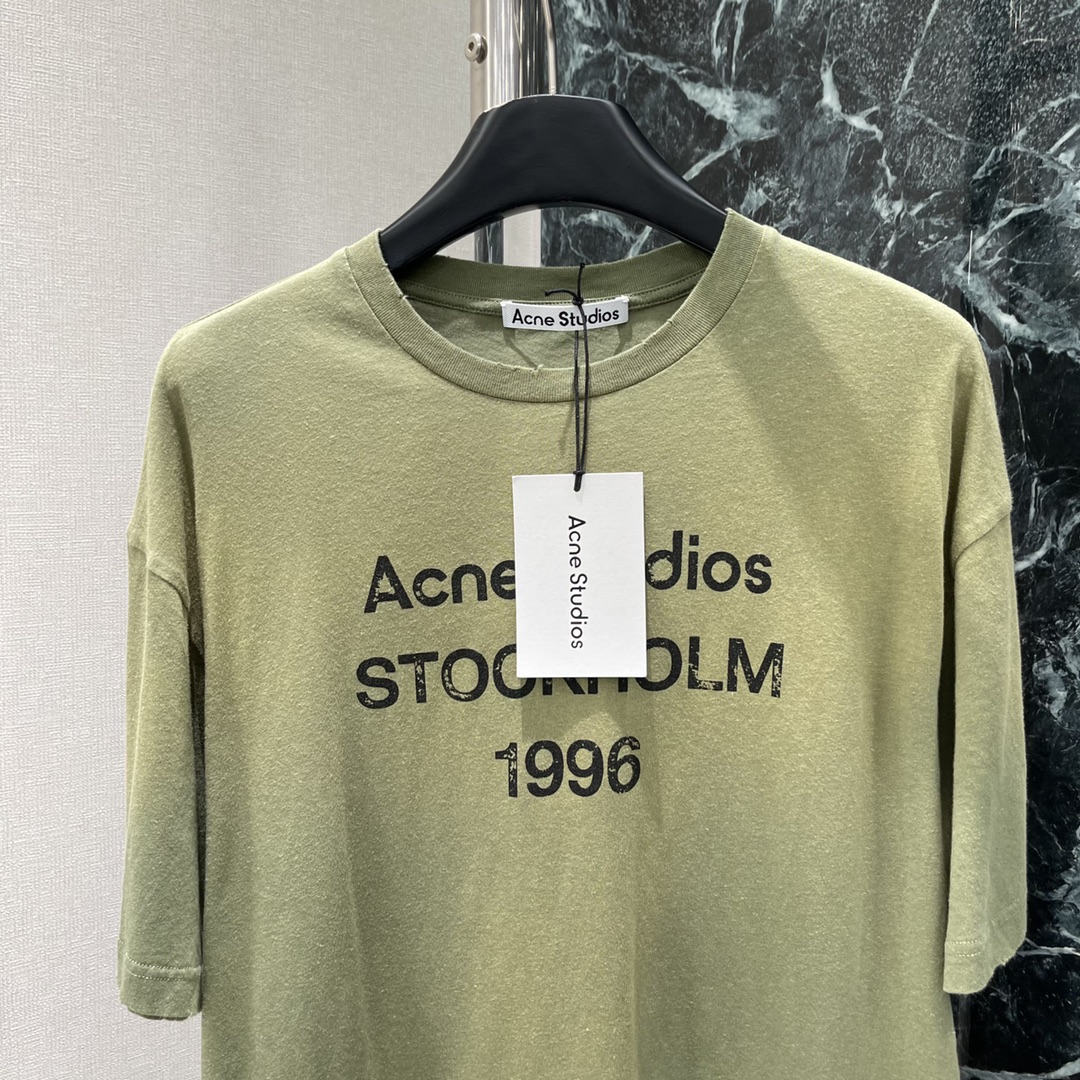 Acne Studios
Acne Studios
Acne dios
STOCKHOLM
1996